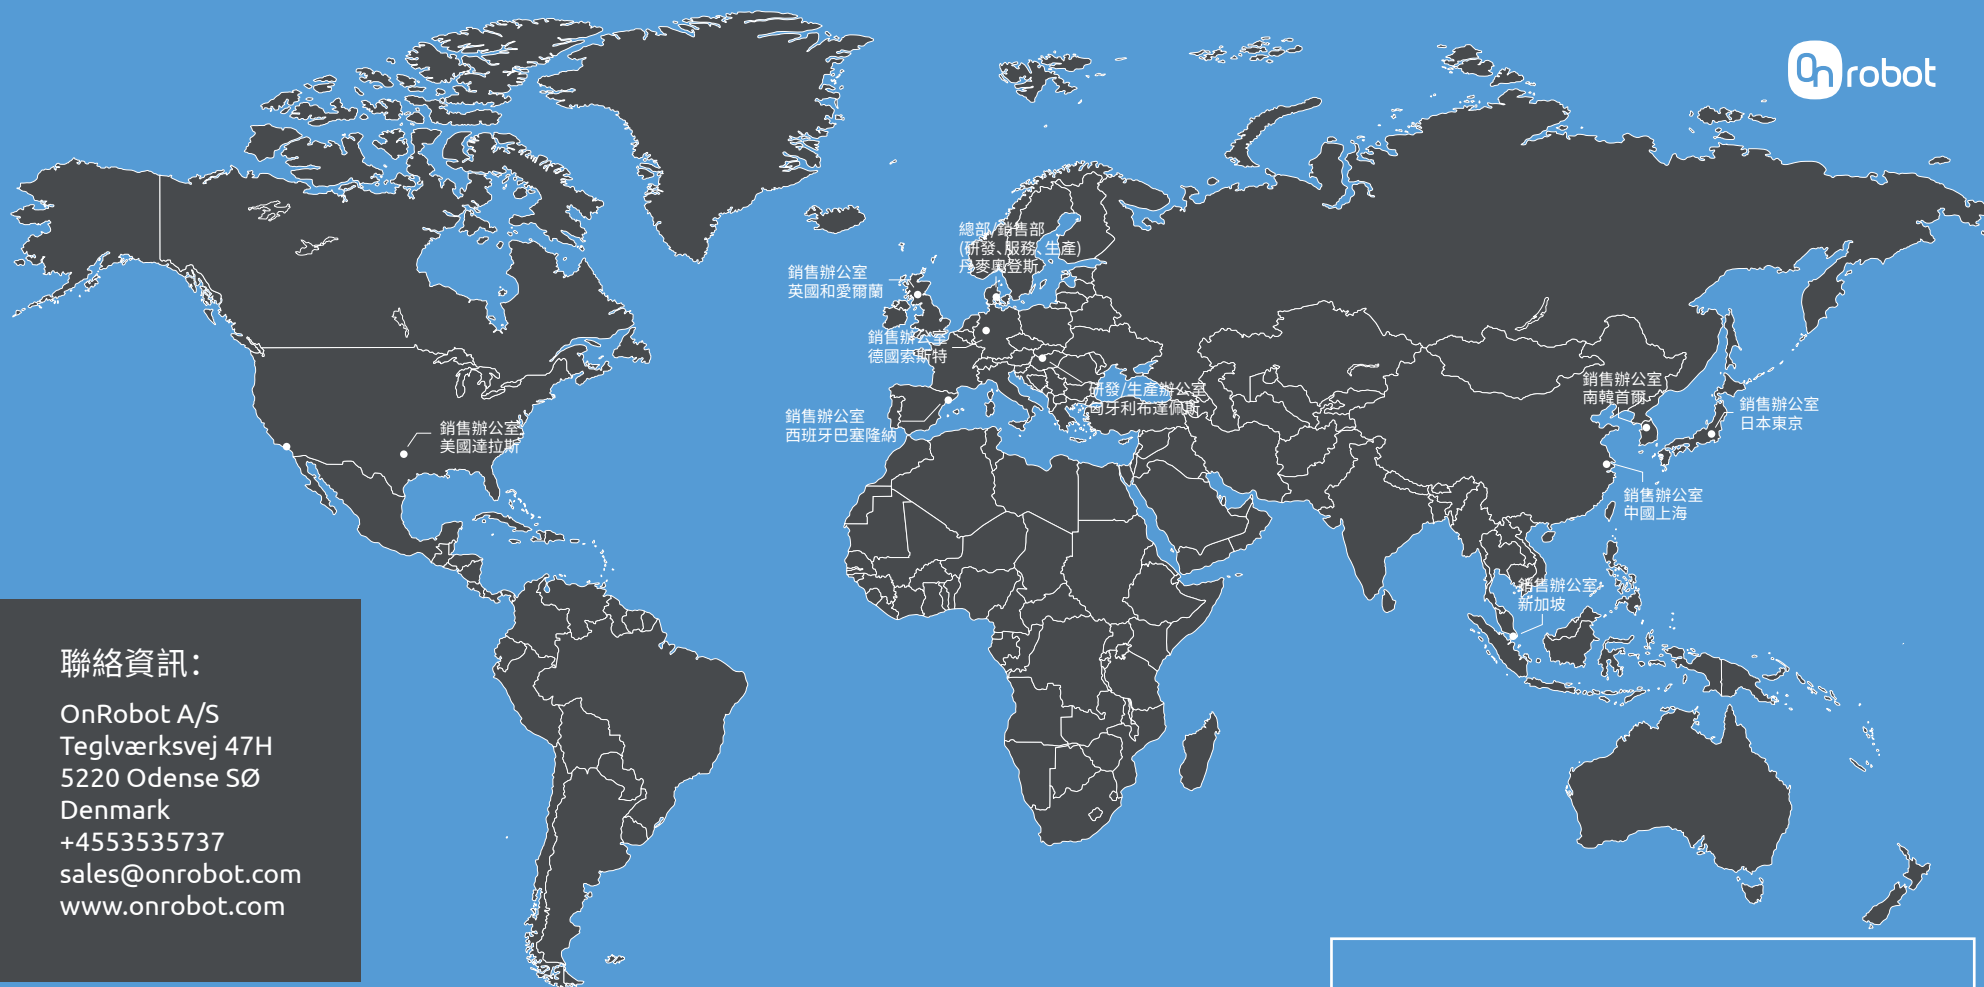 On robot
總部/銷售部
(研發、服務、生產)
丹麥奧登斯
銷售辦公室
英國和愛爾蘭
銷售辦公室
德國索斯特
研發/生產辦公室
匈牙利布達佩斯
銷售辦公室
西班牙巴塞隆納
銷售辦公室
美國達拉斯
銷售辦公室
南韓首爾
銷售辦公室
日本東京
銷售辦公室
中國上海
銷售辦公室
新加坡
聯絡資訊：
OnRobot A/S
Teglværksvej 47H
5220 Odense SØ
Denmark
+4553535737
sales@onrobot.com
www.onrobot.com